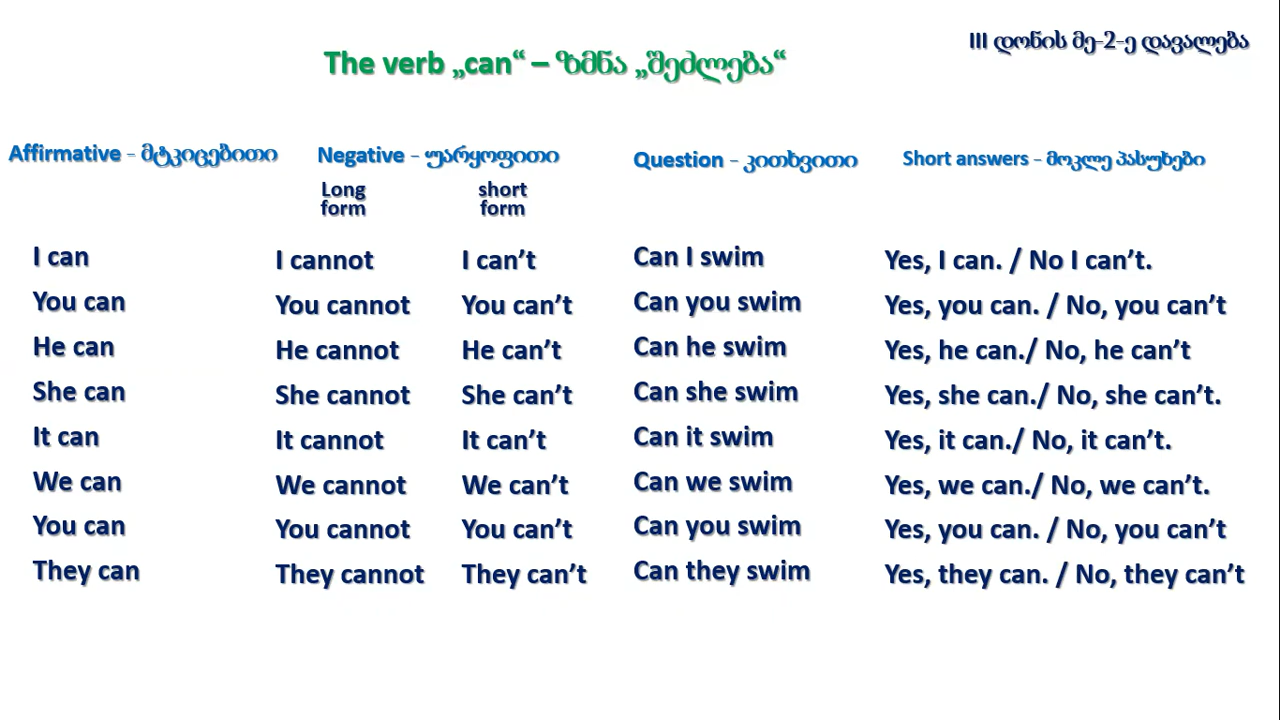 III დონის მე-2-ე დავალება
The verb „can“ – ზმნა „შეძლება“
Affirmative - მტკიცებითი Negative - უარყოფითი Question - კითხვითი Short answers - მოკლე პასუხები
Long form short form
I can I cannot I can’t Can I swim Yes, I can. / No I can’t.
You can You cannot You can’t Can you swim Yes, you can. / No, you can’t
He can He cannot He can’t Can he swim Yes, he can./ No, he can’t
She can She cannot She can’t Can she swim Yes, she can./ No, she can’t.
It can It cannot It can’t Can it swim Yes, it can./ No, it can’t.
We can We cannot We can’t Can we swim Yes, we can./ No, we can’t.
You can You cannot You can’t Can you swim Yes, you can. / No, you can’t
They can They cannot They can’t Can they swim Yes, they can. / No, they can’t